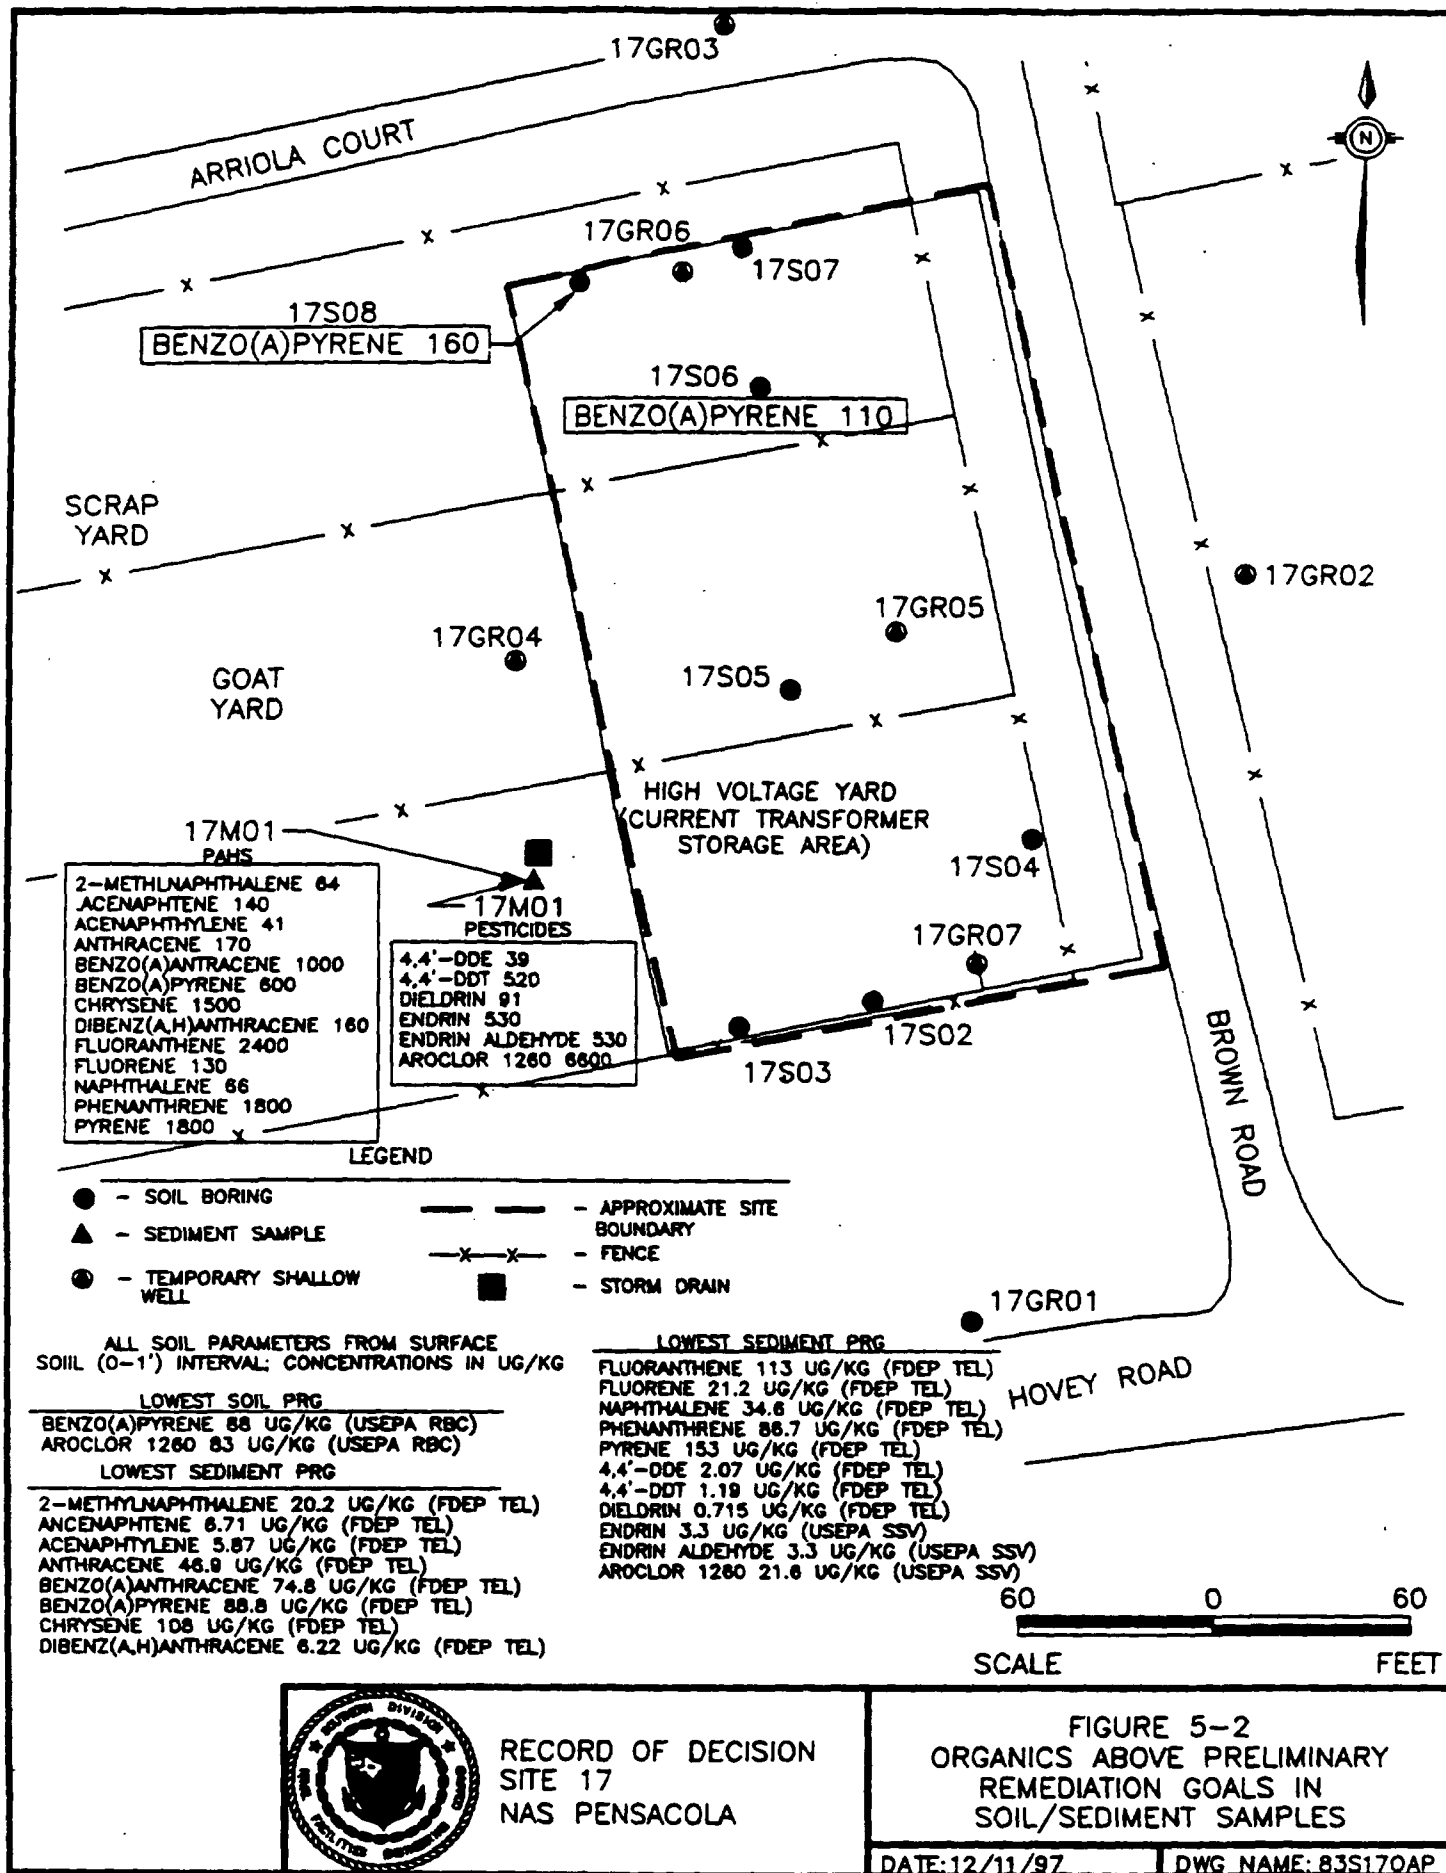 17GR03
ARRIOLA COURT
N
17GR06
17S07
17S08
BENZO(A)PYRENE 160
17S06
BENZO(A)PYRENE 110
SCRAP
YARD
17GR02
17GR05
17GR04
17S05
GOAT
YARD
HIGH VOLTAGE YARD
(CURRENT TRANSFORMER
STORAGE AREA)
17S04
17M01
PAHS
2-METHLNAPHTHALENE 64
ACENAPHTENE 140
ACENAPHTHYLENE 41
ANTHRACENE 170
BENZO(A)ANTRACENE 1000
BENZO(A)PYRENE 600
CHRYSENE 1500
DIBENZ(A,H)ANTHRACENE 160
FLUORANTHENE 2400
FLUORENE 130
NAPHTHALENE 66
PHENANTHRENE 1800
PYRENE 1800
17M01
PESTICIDES
4,4'-DDE 39
4,4'-DDT 520
DIELDRIN 91
ENDRIN 530
ENDRIN ALDEHYDE 530
AROCLOR 1260 6600
17GR07
17S02
17S03
BROWN ROAD
LEGEND
- SOIL BORING
- SEDIMENT SAMPLE
- TEMPORARY SHALLOW
WELL
- APPROXIMATE SITE
BOUNDARY
- FENCE
- STORM DRAIN
17GR01
HOVEY ROAD
ALL SOIL PARAMETERS FROM SURFACE
SOIIL (0-1') INTERVAL; CONCENTRATIONS IN UG/KG
LOWEST SOIL PRG
BENZO(A)PYRENE 88 UG/KG (USEPA RBC)
AROCLOR 1260 83 UG/KG (USEPA RBC)
LOWEST SEDIMENT PRG
2-METHYLNAPHTHALENE 20.2 UG/KG (FDEP TEL)
ANCENAPHTENE 6.71 UG/KG (FDEP TEL)
ACENAPHTYLENE 5.87 UG/KG (FDEP TEL)
ANTHRACENE 46.9 UG/KG (FDEP TEL)
BENZO(A)ANTHRACENE 74.8 UG/KG (FDEP TEL)
BENZO(A)PYRENE 88.8 UG/KG (FDEP TEL)
CHRYSENE 108 UG/KG (FDEP TEL)
DIBENZ(A,H)ANTHRACENE 6.22 UG/KG (FDEP TEL)
LOWEST SEDIMENT PRG
FLUORANTHENE 113 UG/KG (FDEP TEL)
FLUORENE 21.2 UG/KG (FDEP TEL)
NAPHTHALENE 34.6 UG/KG (FDEP TEL)
PHENANTHRENE 86.7 UG/KG (FDEP TEL)
PYRENE 153 UG/KG (FDEP TEL)
4,4'-DDE 2.07 UG/KG (FDEP TEL)
4,4'-DDT 1.19 UG/KG (FDEP TEL)
DIELDRIN 0.715 UG/KG (FDEP TEL)
ENDRIN 3.3 UG/KG (USEPA SSV)
ENDRIN ALDEHYDE 3.3 UG/KG (USEPA SSV)
AROCLOR 1260 21.6 UG/KG (USEPA SSV)
60 0 60
SCALE FEET
SOUTHERN DIVISION
NAVAL FACILITIES ENGINEERING
RECORD OF DECISION
SITE 17
NAS PENSACOLA
FIGURE 5-2
ORGANICS ABOVE PRELIMINARY
REMEDIATION GOALS IN
SOIL/SEDIMENT SAMPLES
DATE: 12/11/97
DWG NAME: 83S17OAP